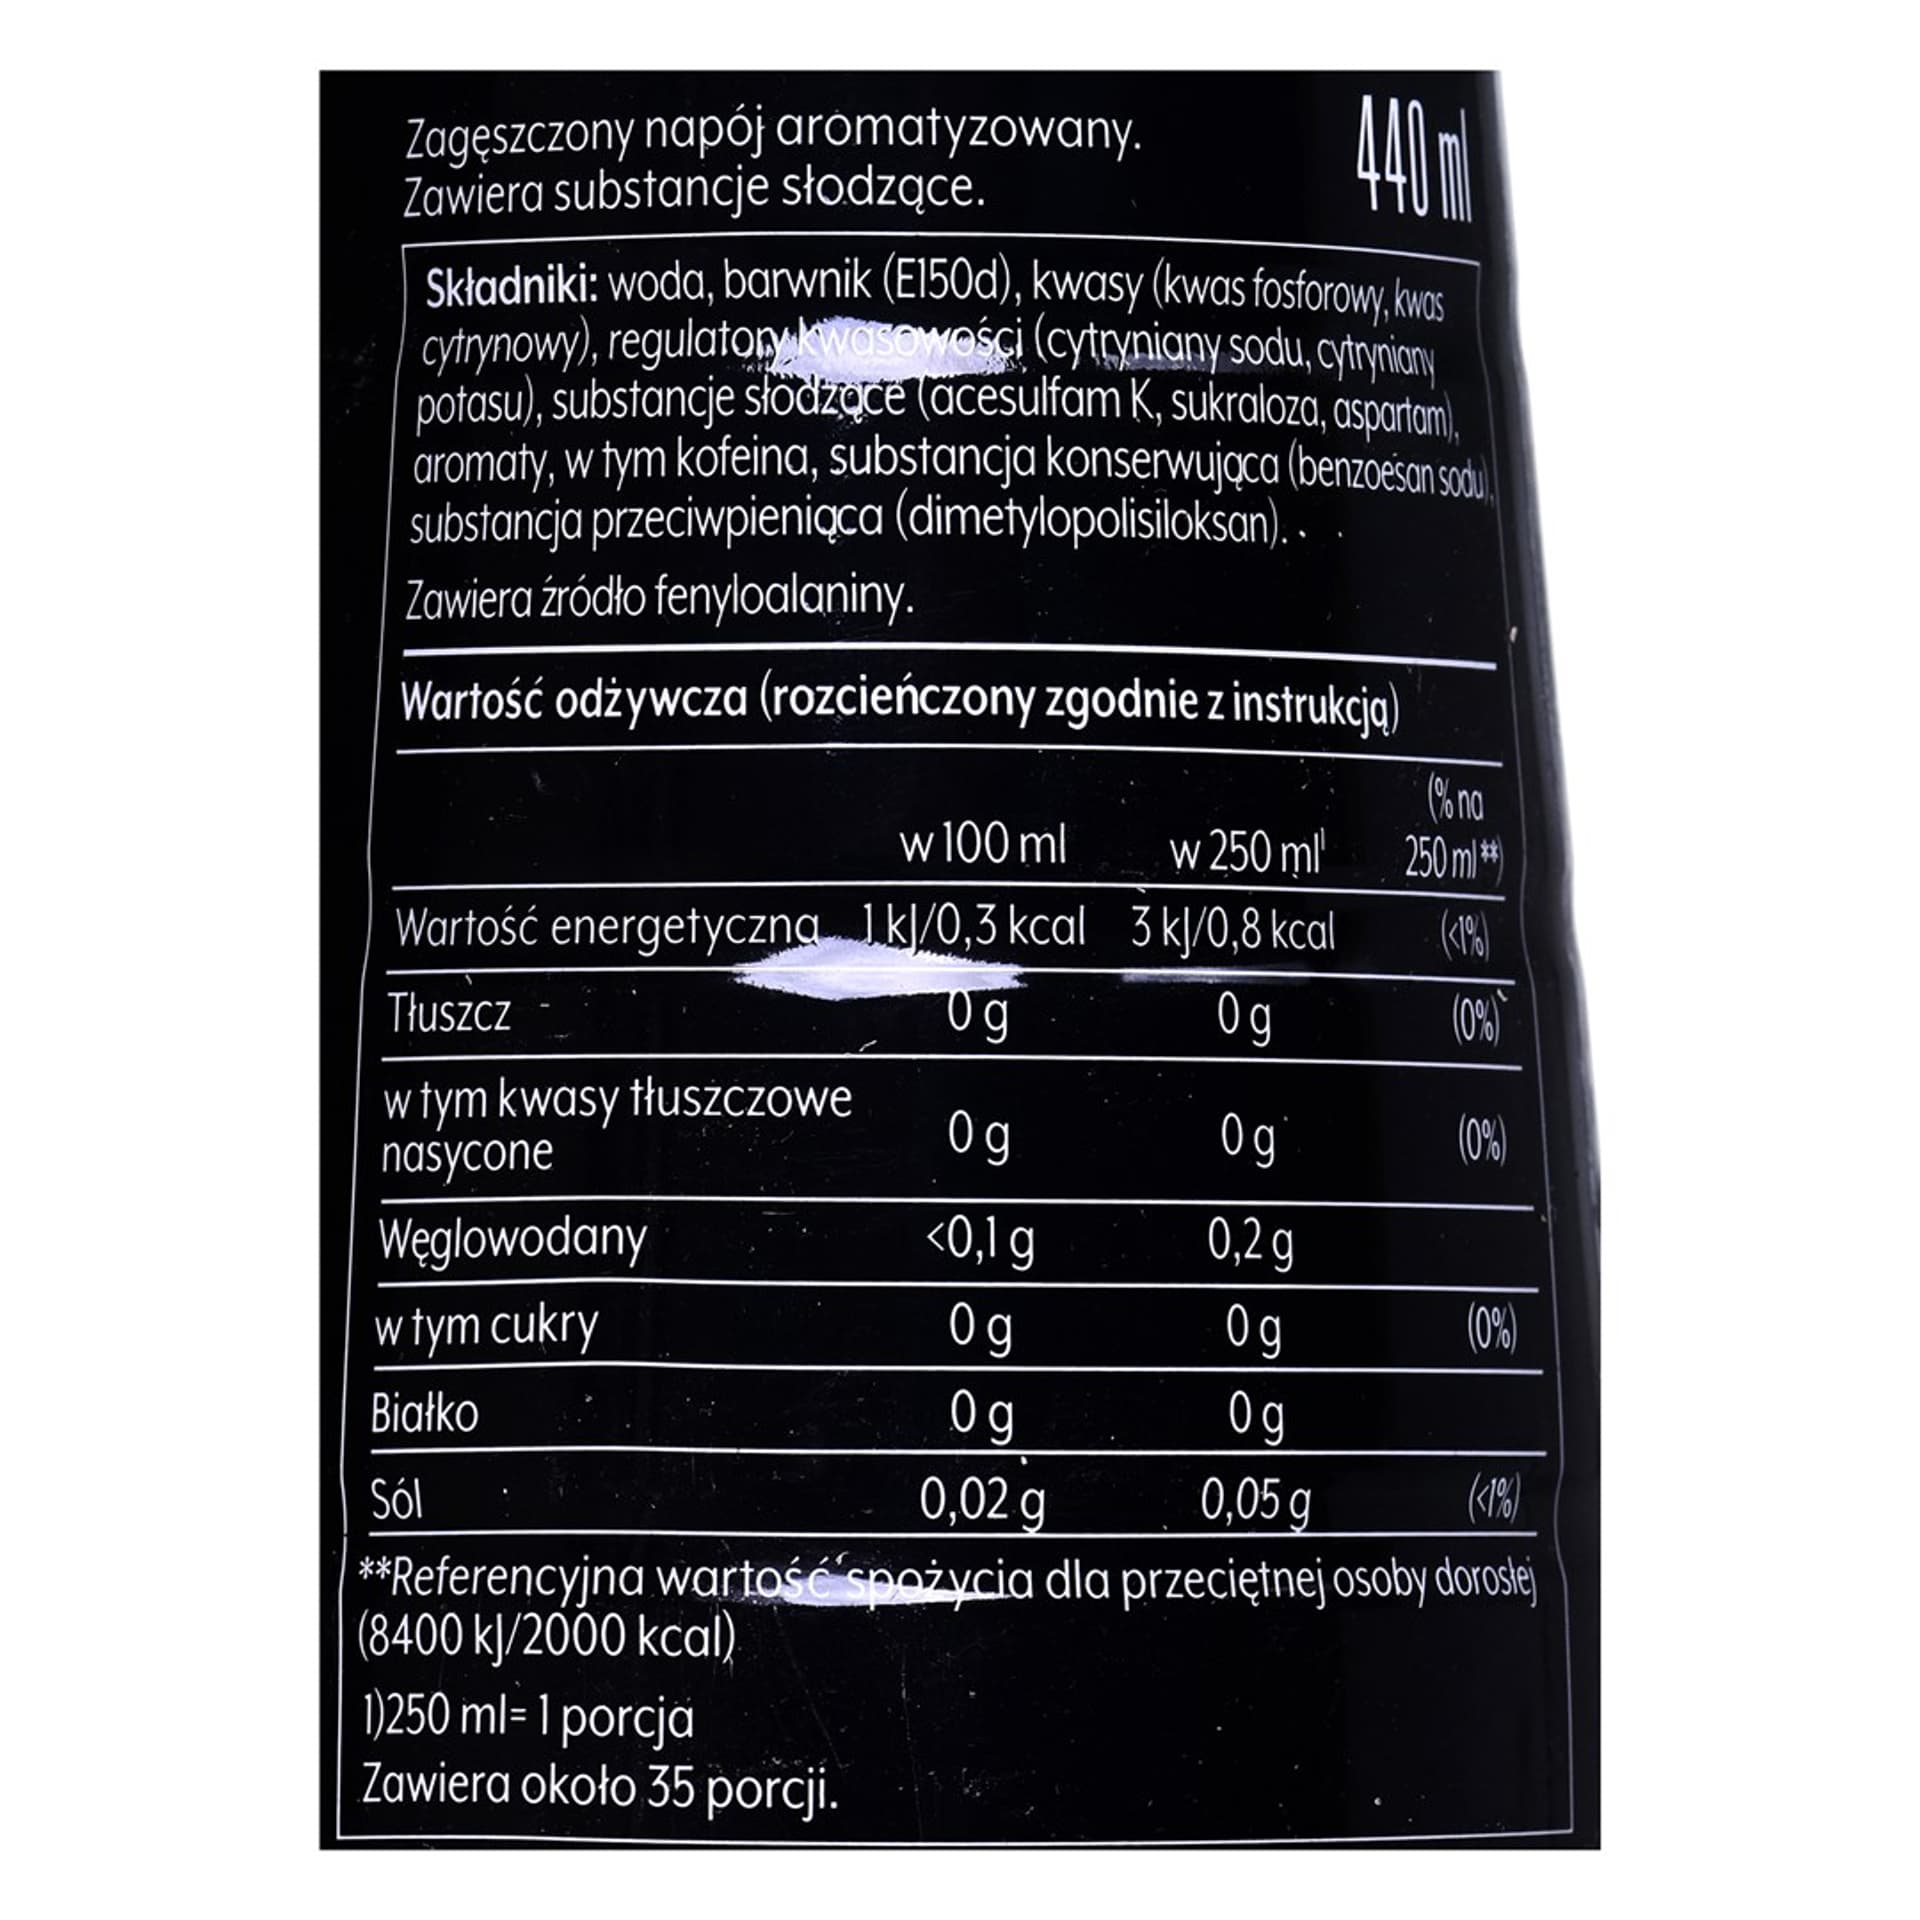 Zagęszczony napój aromatyzowany.
Zawiera substancje słodzące.
440 ml
Składniki: woda, barwnik (E150d), kwasy (kwas fosforowy, kwas
cytrynowy), regulatory kwasowości (cytryniany sodu, cytryniany
potasu), substancje słodzące (acesulfam K, sukraloza, aspartam),
aromaty, w tym kofeina, substancja konserwująca (benzoesan sodu),
substancja przeciwpieniąca (dimetylopolisiloksan).
Zawiera źródło fenyloalaniny.
Wartość odżywcza (rozcieńczony zgodnie z instrukcją)
w 100 ml w 250 ml¹ (% na 250 ml**)
Wartość energetyczna 1 kJ/0,3 kcal 3 kJ/0,8 kcal (<1%)
Tłuszcz 0 g 0 g (0%)
w tym kwasy tłuszczowe
nasycone 0 g 0 g (0%)
Węglowodany <0,1 g 0,2 g
w tym cukry 0 g 0 g (0%)
Białko 0 g 0 g
Sól 0,02 g 0,05 g (<1%)
**Referencyjna wartość spożycia dla przeciętnej osoby dorosłej
(8400 kJ/2000 kcal)
1)250 ml= 1 porcja
Zawiera około 35 porcji.